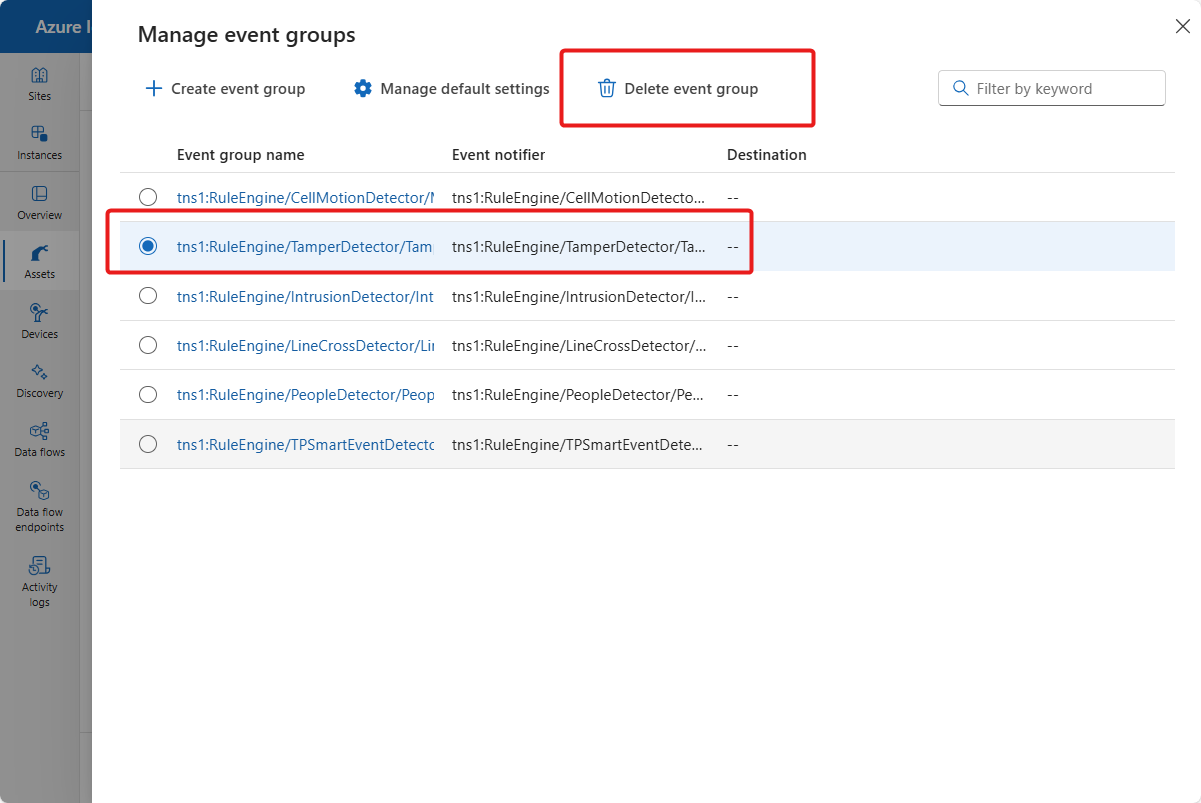 Azure I
Manage event groups
Create event group
Manage default settings
Delete event group
Filter by keyword
Sites
Instances
Overview
Assets
Devices
Discovery
Data flows
Data flow
endpoints
Activity
logs
Event group name Event notifier Destination
tns1:RuleEngine/CellMotionDetector/ tns1:RuleEngine/CellMotionDetecto... --
tns1:RuleEngine/TamperDetector/Tam tns1:RuleEngine/TamperDetector/Ta... --
tns1:RuleEngine/IntrusionDetector/Int tns1:RuleEngine/IntrusionDetector/I... --
tns1:RuleEngine/LineCrossDetector/Li tns1:RuleEngine/LineCrossDetector/... --
tns1:RuleEngine/PeopleDetector/Peop tns1:RuleEngine/PeopleDetector/Pe... --
tns1:RuleEngine/TPSmartEventDetecto tns1:RuleEngine/TPSmartEventDete... --